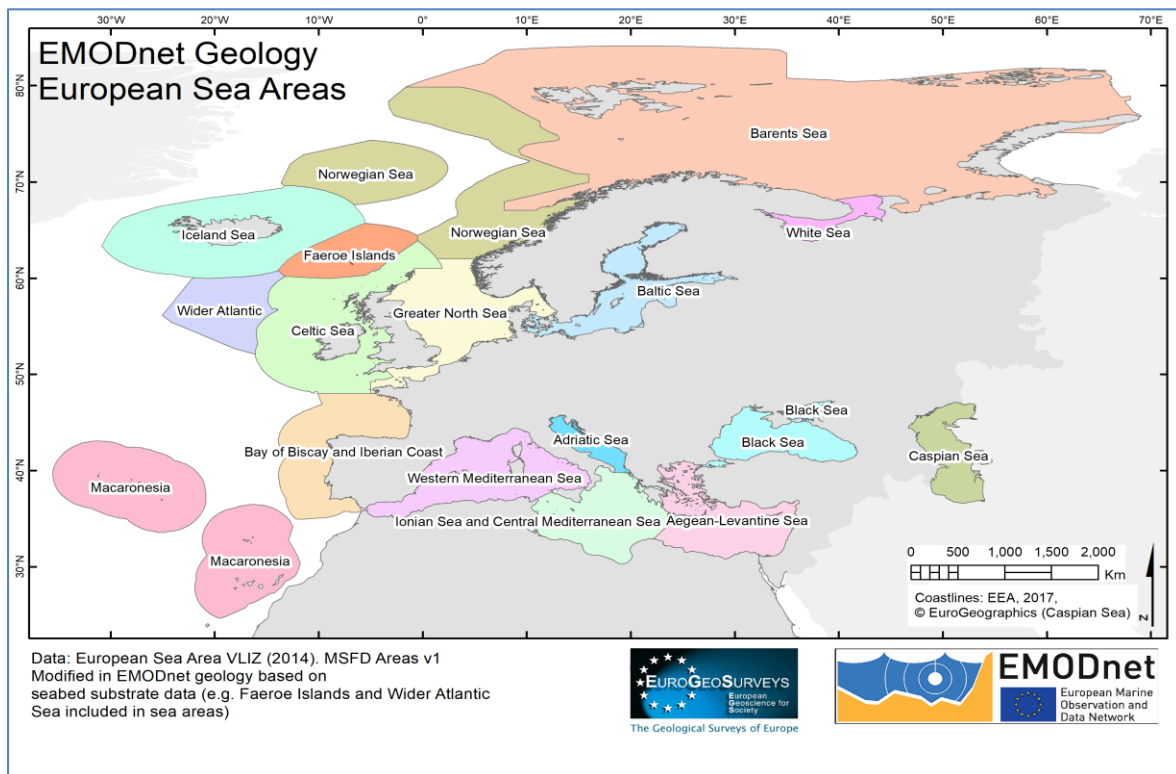 30°W 20°W 10°W 0°E 10°E 20°E 30°E 40°E 50°E 60°E 70°E
EMODnet Geology
European Sea Areas
80°N
Barents Sea
Norwegian Sea
70°N
Norwegian Sea
White Sea
Iceland Sea
Faeroe Islands
60°N
Baltic Sea
Wider Atlantic
Greater North Sea
Celtic Sea
50°N
Black Sea
Adriatic Sea
Black Sea
Bay of Biscay and Iberian Coast
Caspian Sea
40°N
Western Mediterranean Sea
Macaronesia
Ionian Sea and Central Mediterranean Sea
Aegean-Levantine Sea
Macaronesia
30°N
0 500 1,000 1,500 2,000
Km
Coastlines: EEA, 2017,
© EuroGeographics (Caspian Sea)
N
Data: European Sea Area VLIZ (2014). MSFD Areas v1
Modified in EMODnet geology based on
seabed substrate data (e.g. Faeroe Islands and Wider Atlantic
Sea included in sea areas)
EUROGEOSURVEYS
European
Geoscience for
Society
The Geological Surveys of Europe
EMODnet
European Marine
Observation and
Data Network